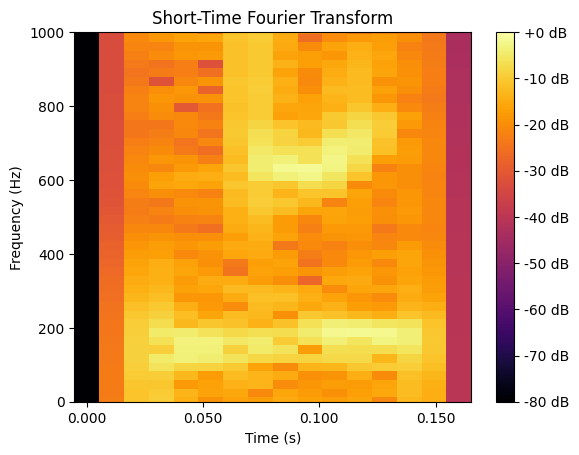 Short-Time Fourier Transform
Frequency (Hz)
1000
800
600
400
200
0
0.000
0.050
0.100
0.150
Time (s)
+0 dB
-10 dB
-20 dB
-30 dB
-40 dB
-50 dB
-60 dB
-70 dB
-80 dB